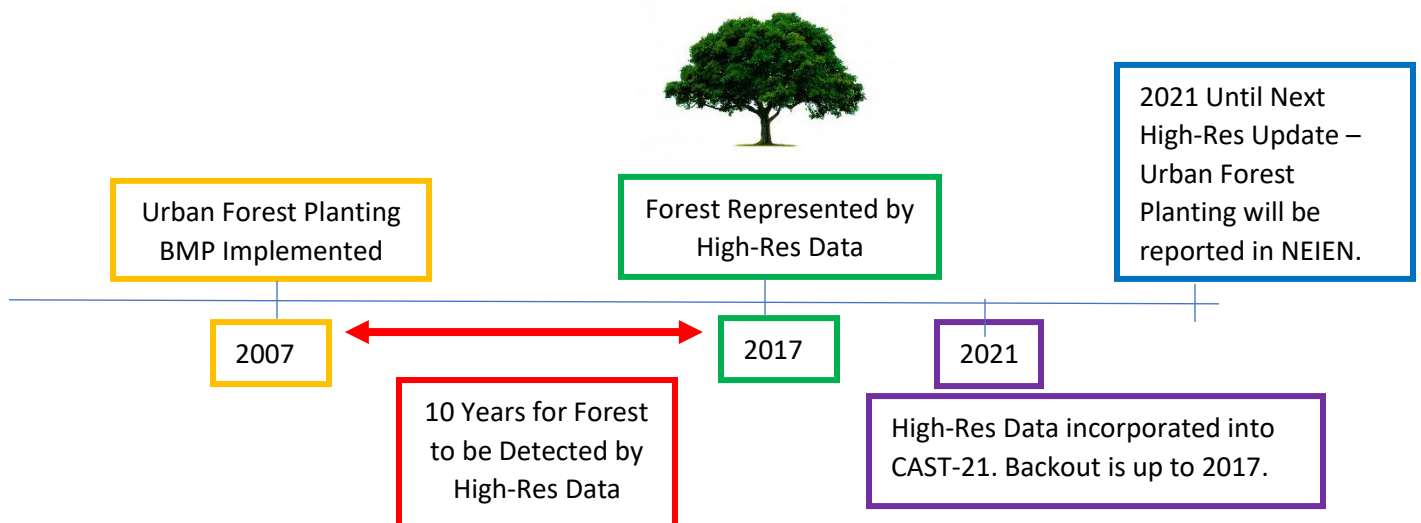 2021 Until Next
High-Res Update –
Urban Forest
Planting will be
reported in NEIEN.
Urban Forest Planting
BMP Implemented
Forest Represented by
High-Res Data
2007
2017
2021
10 Years for Forest
to be Detected by
High-Res Data
High-Res Data incorporated into
CAST-21. Backout is up to 2017.